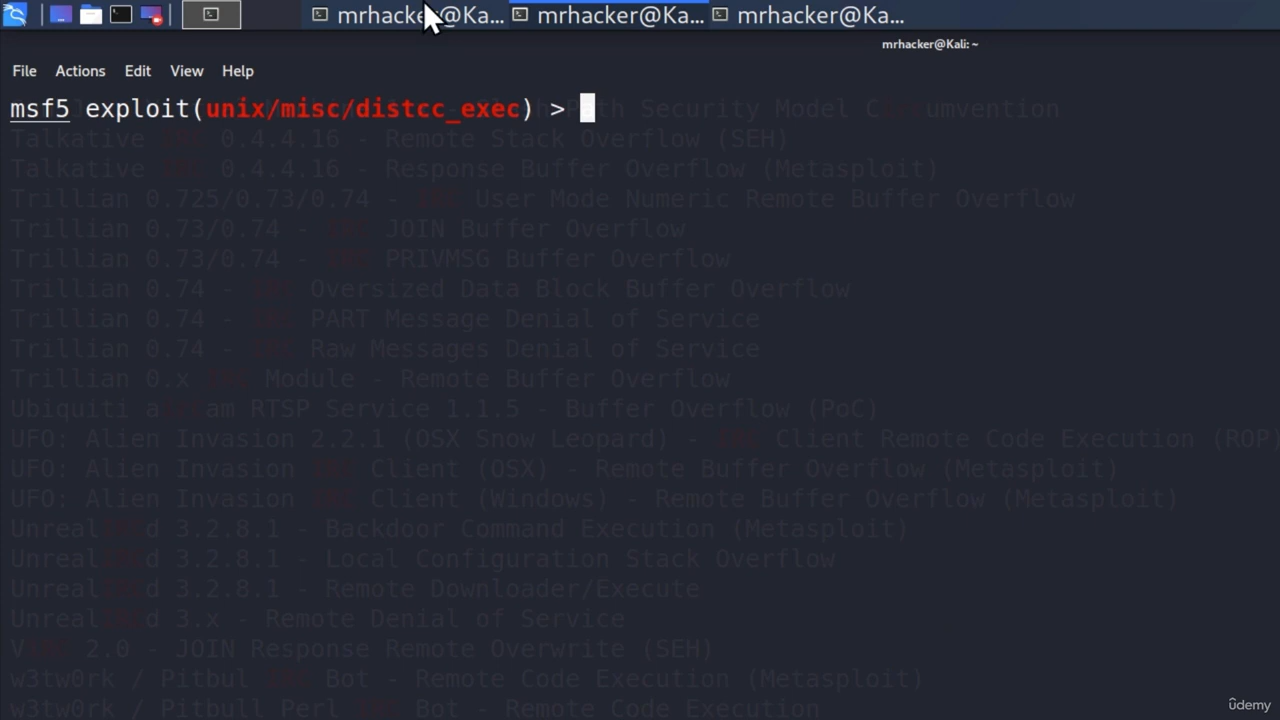 mrhacker@Ka...
mrhacker@Ka...
mrhacker@Ka...
mrhacker@Kali: ~
File Actions Edit View Help
msf5 exploit(unix/misc/distcc_exec) >
Path Security Model
Talkative 0.4.4.16 - Remote Stack Overflow (SEH)
Talkative 0.4.4.16 - Response Buffer Overflow (Metasploit)
Trillian 0.725/0.73/0.74 - User Mode Numeric Remote Buffer Overflow
Trillian 0.73/0.74 - JOIN Buffer Overflow
Trillian 0.73/0.74 - PRIVMSG Buffer Overflow
Trillian 0.74 - Oversized Data Block Buffer Overflow
Trillian 0.74 - PART Message Denial of Service
Trillian 0.74 - Raw Messages Denial of Service
Trillian 0.x Module - Remote Buffer Overflow
Ubiquiti RTSP Service 1.1.5 - Buffer Overflow (PoC)
UFO: Alien Invasion 2.2.1 (OSX Snow Leopard) - Client Remote Code Execution (ROP
UFO: Alien Invasion Client (OSX) - Remote Buffer Overflow (Metasploit)
UFO: Alien Invasion Client (Windows) - Remote Buffer Overflow (Metasploit)
3.2.8.1 - Backdoor Command Execution (Metasploit)
3.2.8.1 - Local Configuration Stack Overflow
3.2.8.1 - Remote Downloader/Execute
3.x - Remote Denial of Service
2.0 - JOIN Response Remote Overwrite (SEH)
w3tw0rk / Pitbul Bot - Remote Code Execution (Metasploit)
w3tw0rk / Pitbull Perl Bot - Remote Code Execution
ûdemy